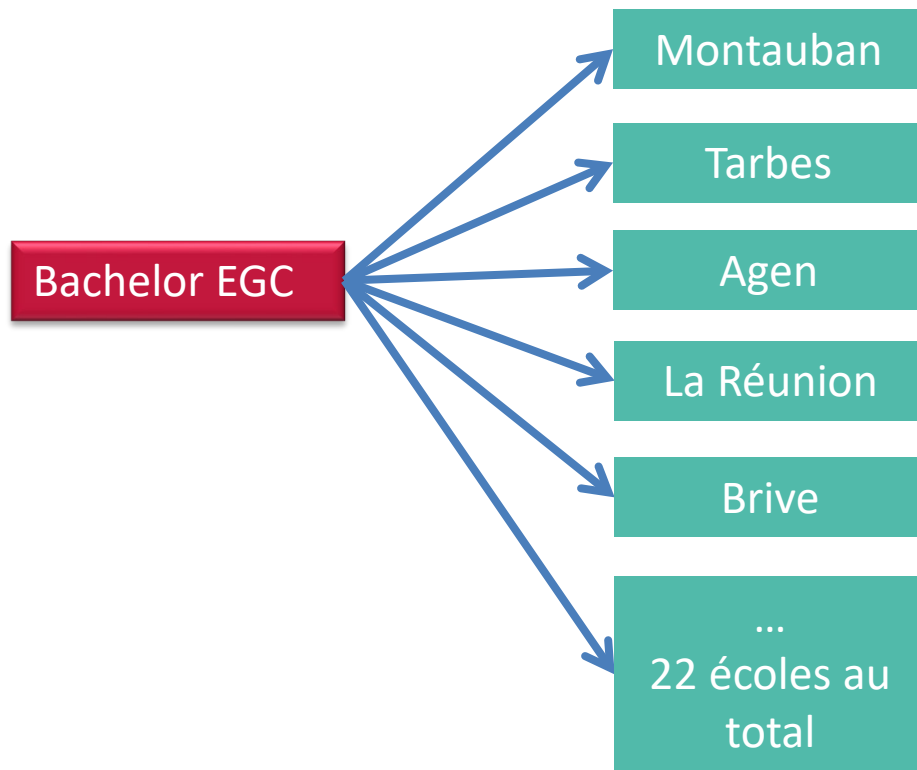 Montauban
Tarbes
Bachelor EGC
Agen
La Réunion
Brive
...
22 écoles au
total